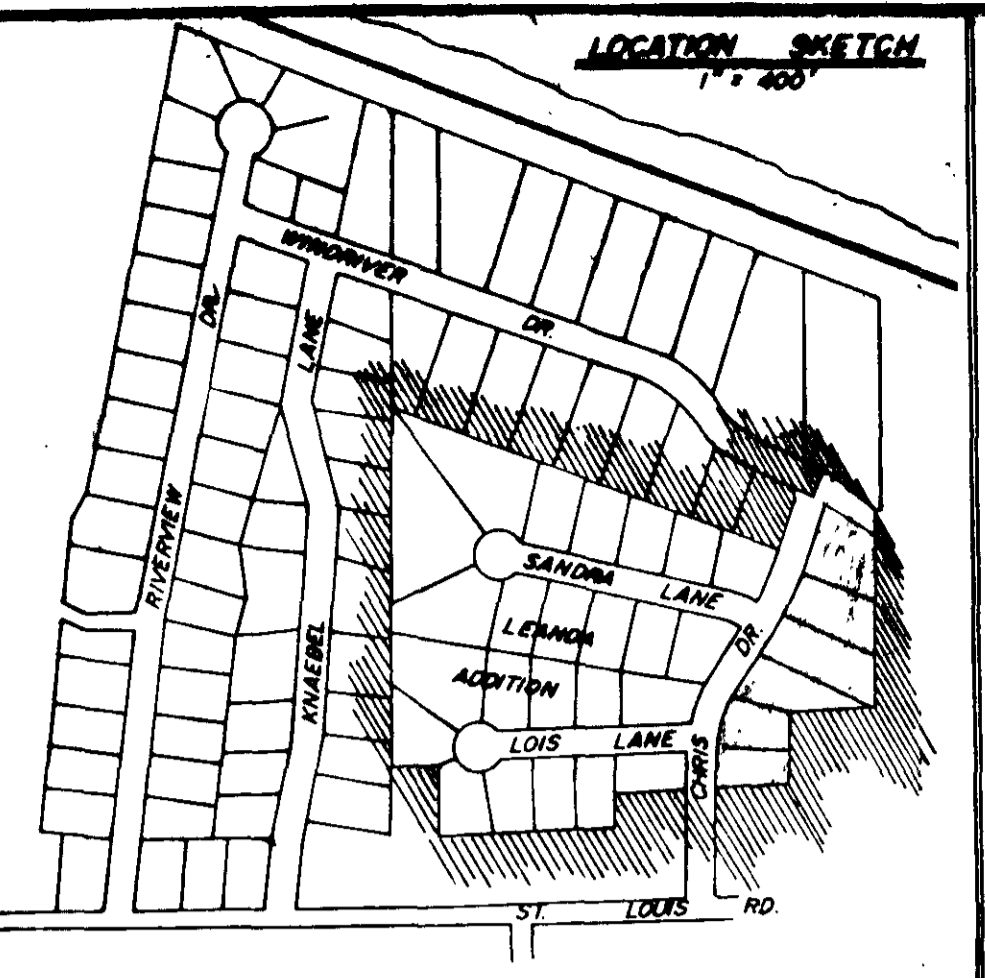 LOCATION SKETCH
1" = 400'
WINDRIVER
DR.
DR.
LANE
RIVERVIEW
KNAEBEL
SANDRA LANE
LEANDA
ADDITION
DR.
LOIS LANE
CHRIS
ST. LOUIS RD.